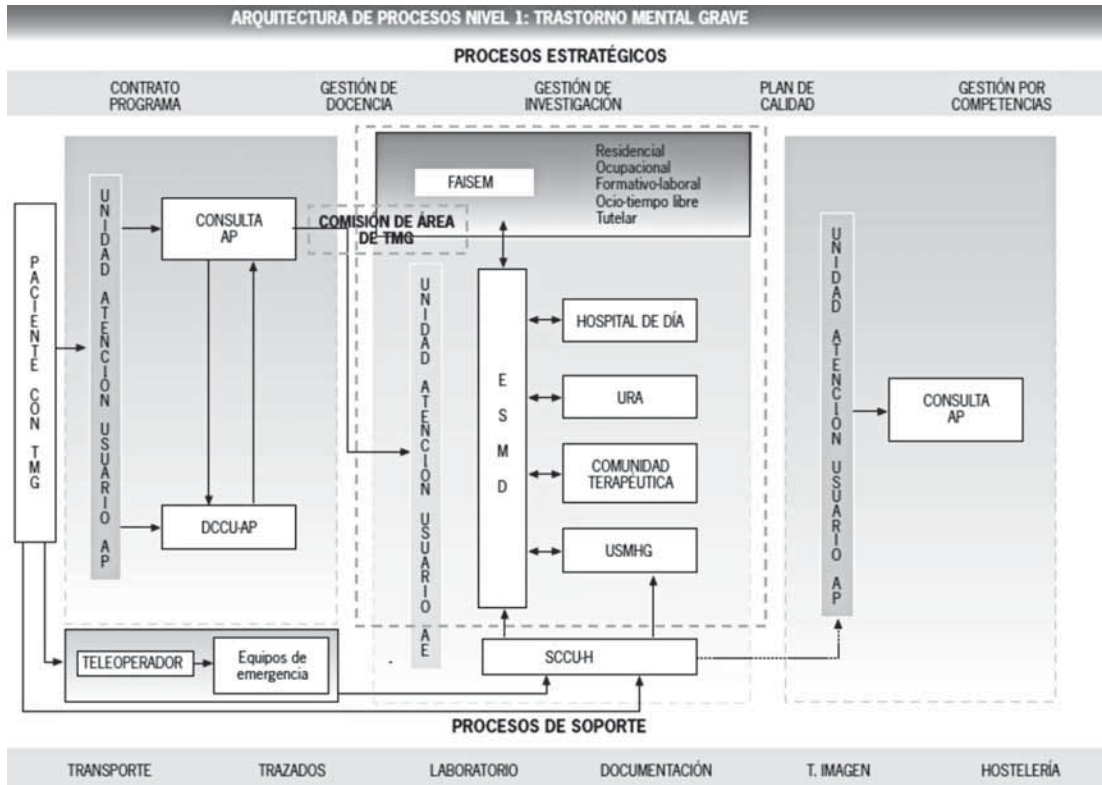 ARQUITECTURA DE PROCESOS NIVEL 1: TRASTORNO MENTAL GRAVE
PROCESOS ESTRATÉGICOS
CONTRATO
PROGRAMA
GESTIÓN DE
DOCENCIA
GESTIÓN DE
INVESTIGACIÓN
PLAN DE
CALIDAD
GESTIÓN POR
COMPETENCIAS
PACIENTE CON TMG
UNIDAD ATENCIÓN USUARIO AP
CONSULTA
AP
DCCU-AP
TELEOPERADOR
Equipos de
emergencia
COMISIÓN DE ÁREA
DE TMG
FAISEM
Residencial
Ocupacional
Formativo-laboral
Ocio-tiempo libre
Tutelar
UNIDAD ATENCION USUARIO AE
ESMD
HOSPITAL DE DÍA
URA
COMUNIDAD
TERAPÉUTICA
USMHG
SCCU-H
UNIDAD ATENCIÓN USUARIO AP
CONSULTA
AP
PROCESOS DE SOPORTE
TRANSPORTE
TRAZADOS
LABORATORIO
DOCUMENTACIÓN
T. IMAGEN
HOSTELERÍA